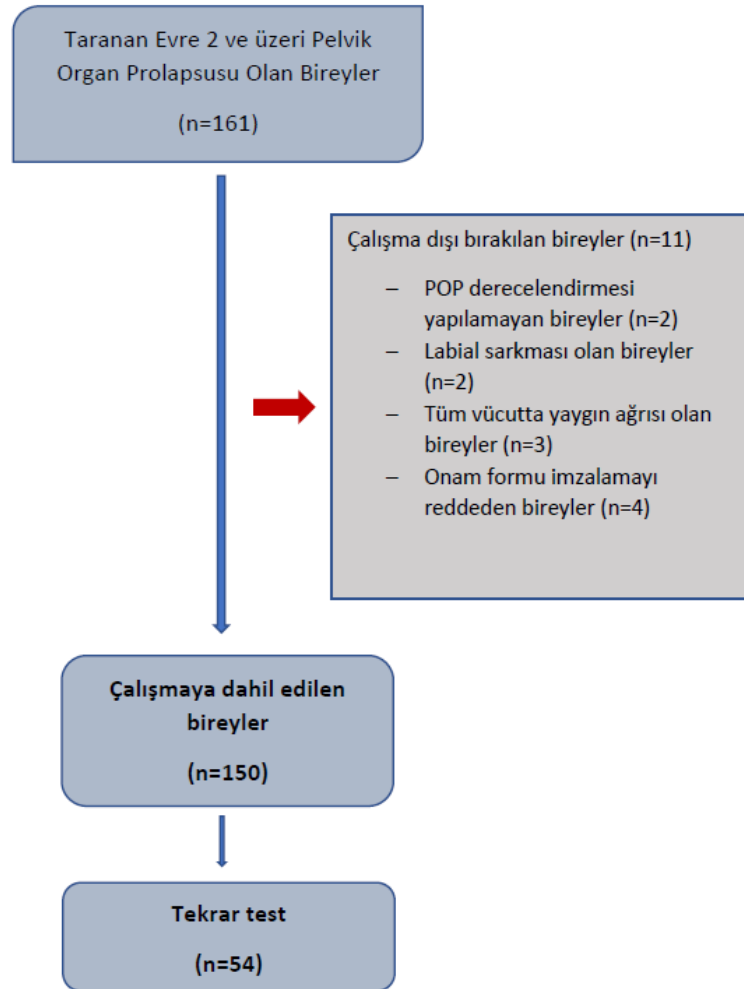 Taranan Evre 2 ve üzeri Pelvik
Organ Prolapsusu Olan Bireyler
(n=161)
Çalışma dışı bırakılan bireyler (n=11)
– POP derecelendirmesi
yapılamayan bireyler (n=2)
– Labial sarkması olan bireyler
(n=2)
– Tüm vücutta yaygın ağrısı olan
bireyler (n=3)
– Onam formu imzalamayı
reddeden bireyler (n=4)
Çalışmaya dahil edilen
bireyler
(n=150)
Tekrar test
(n=54)